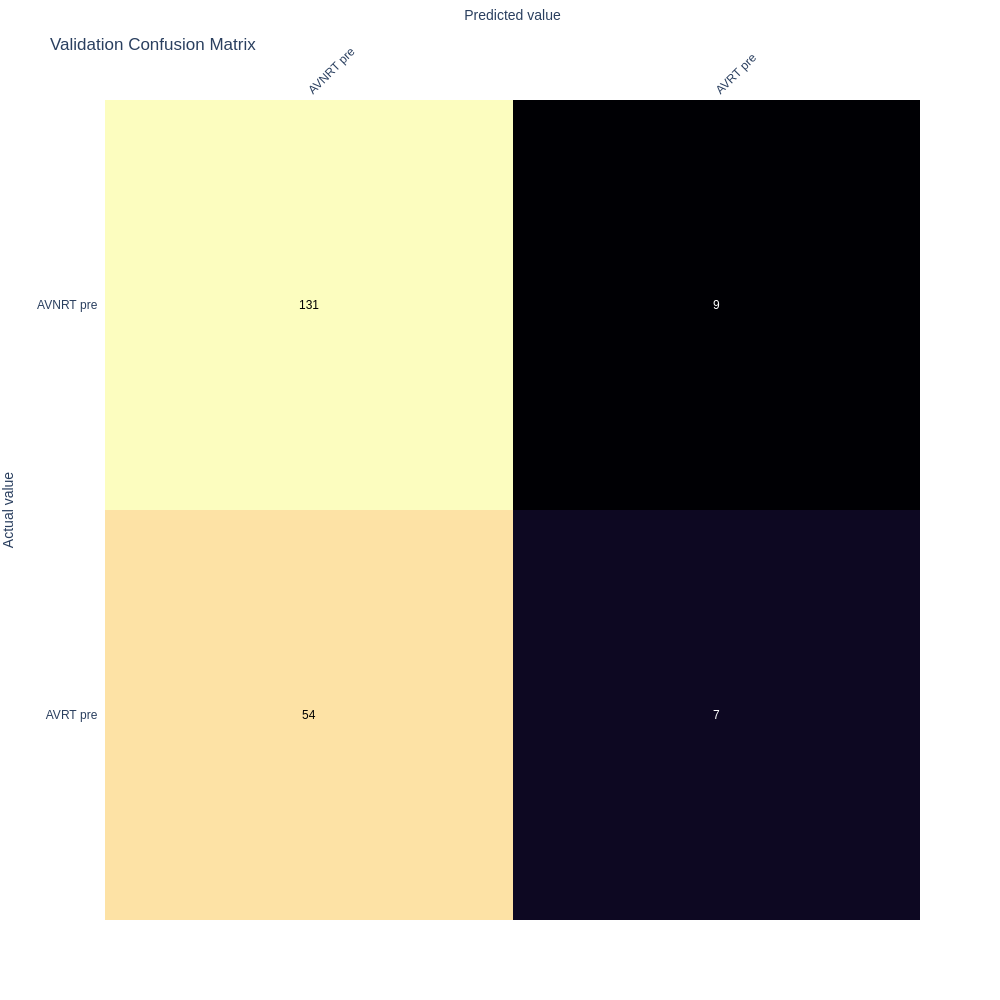 Predicted value
Validation Confusion Matrix
AVNRT pre
AVRT pre
AVNRT pre
131
9
Actual value
AVRT pre
54
7